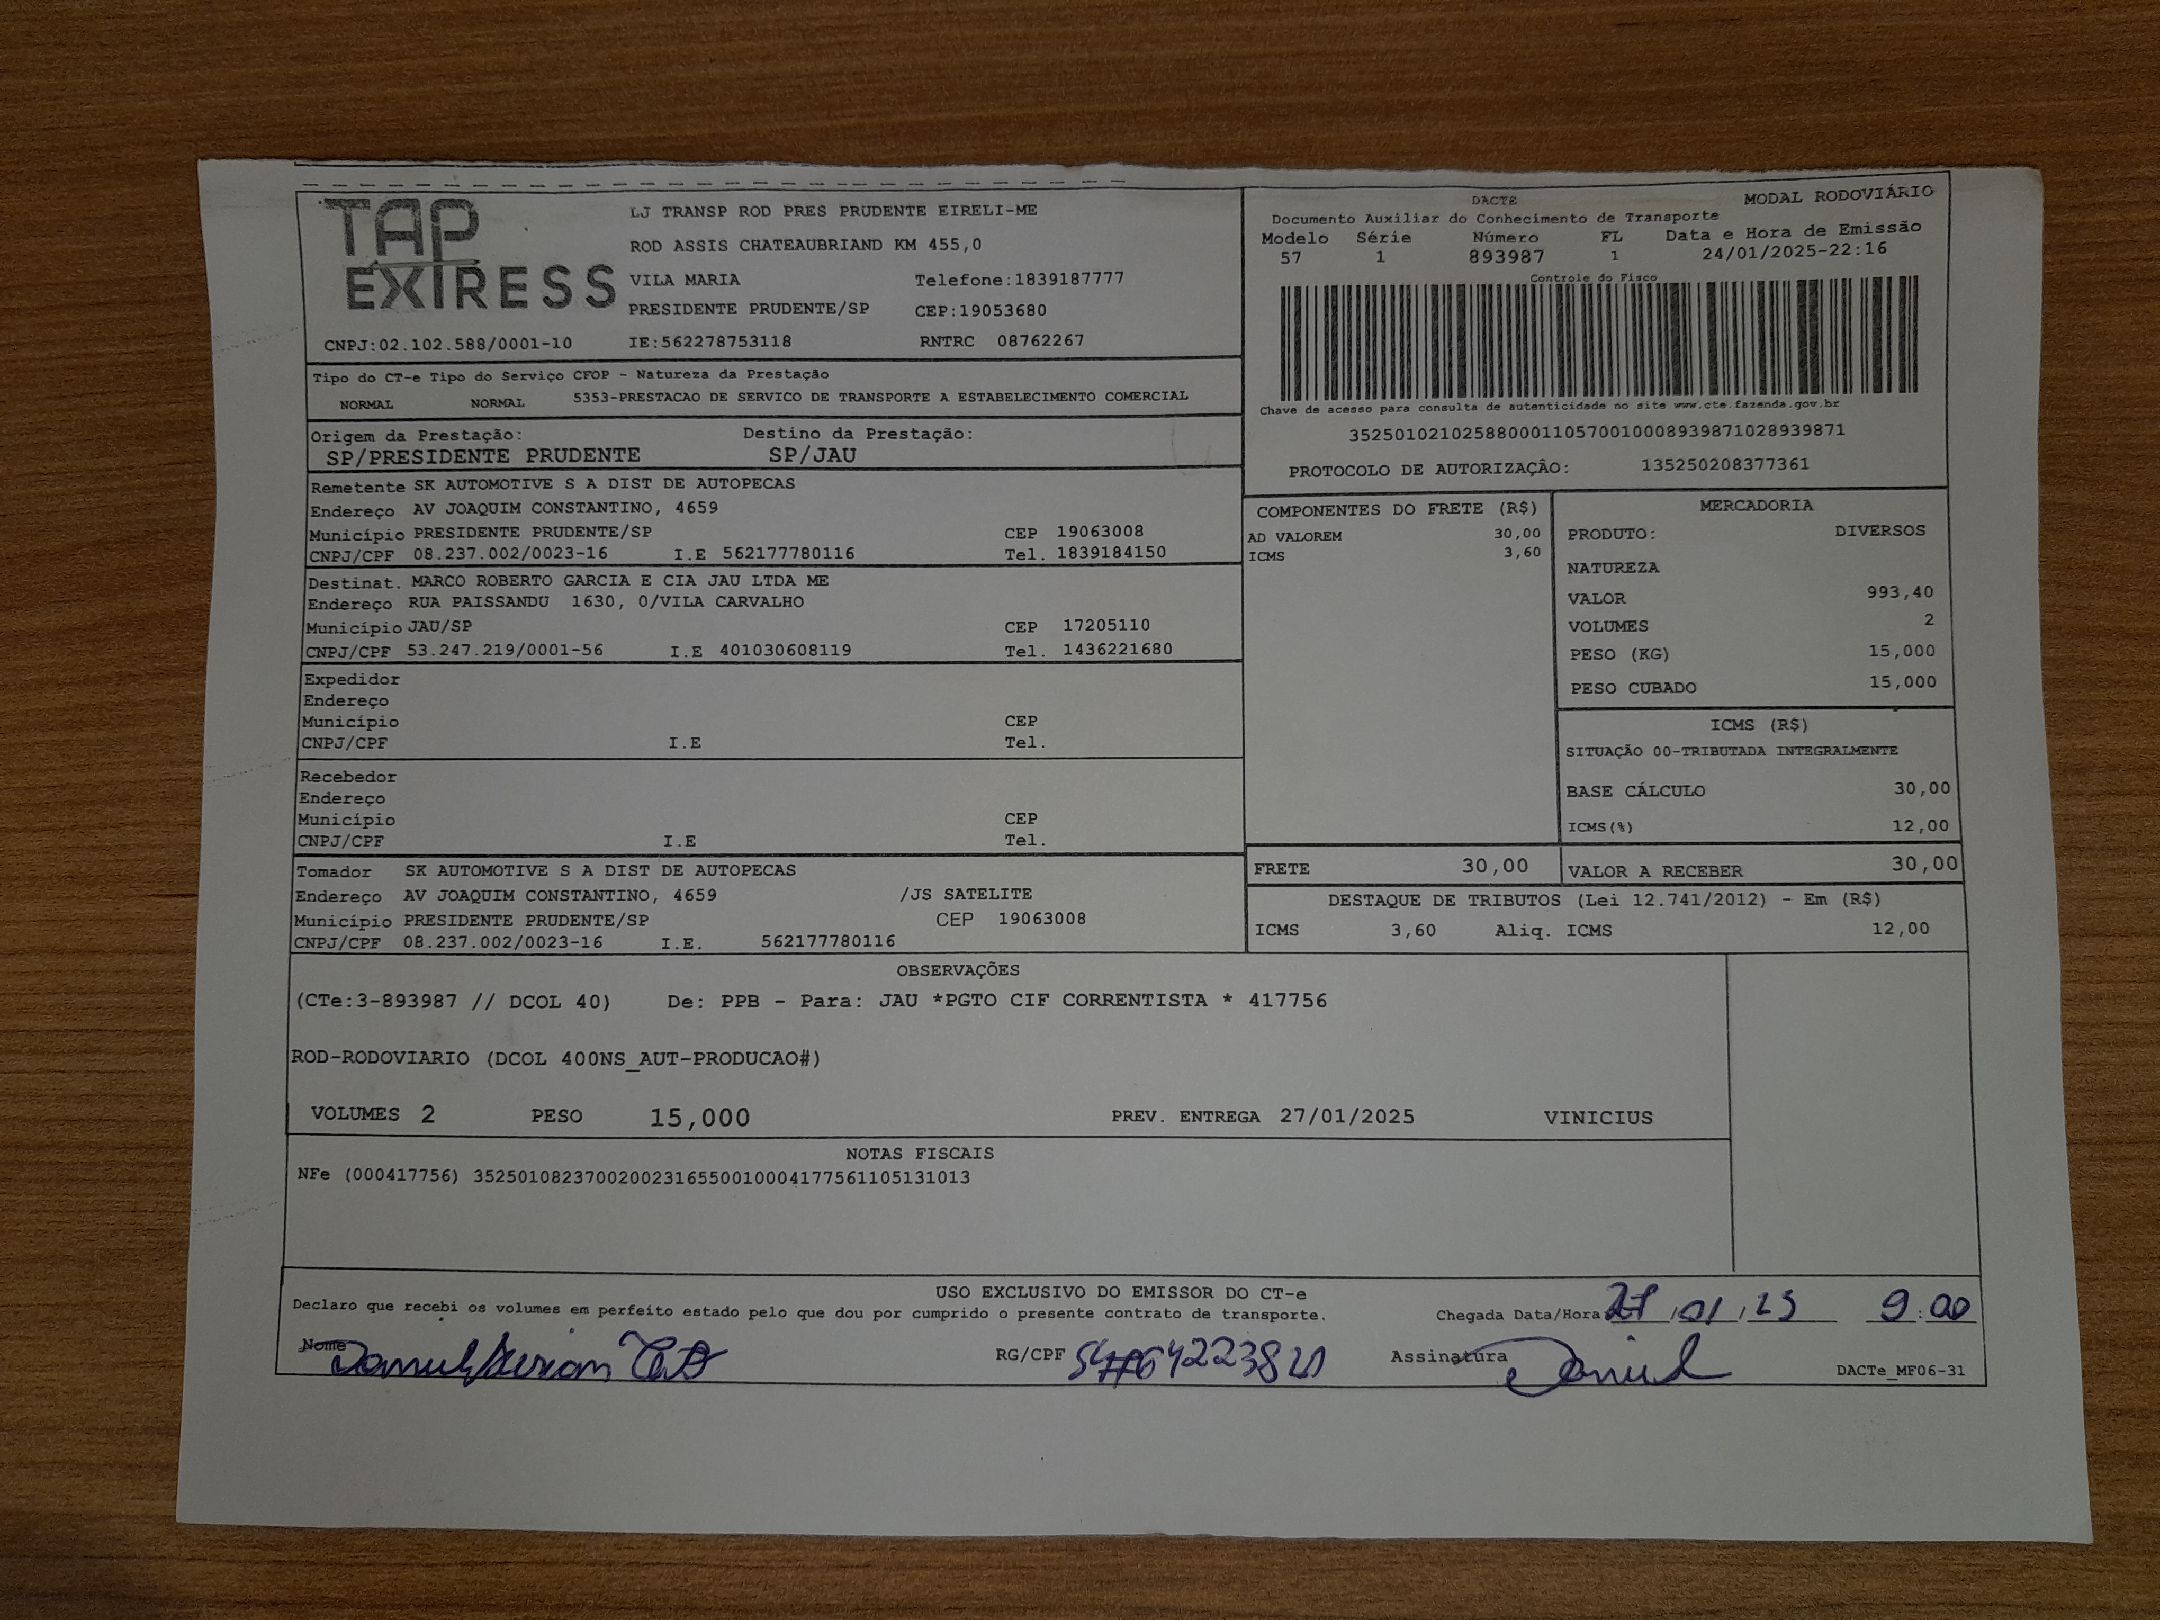 TAP
EXPRESS
LJ TRANSP ROD PRES PRUDENTE EIRELI-ME
ROD ASSIS CHATEAUBRIAND KM 455,0
VILA MARIA Telefone:1839187777
PRESIDENTE PRUDENTE/SP CEP:19053680
CNPJ:02.102.588/0001-10 IE:562278753118 RNTRC 08762267
DACTE MODAL RODOVIÁRIO
Documento Auxiliar do Conhecimento de Transporte
Modelo Série Número FL Data e Hora de Emissão
57 1 893987 1 24/01/2025-22:16
Controle do Fisco
Chave de acesso para consulta de autenticidade no site www.cte.fazenda.gov.br
35250102102588000110570010008939871028939871
PROTOCOLO DE AUTORIZAÇÃO: 135250208377361
Tipo do CT-e Tipo do Serviço CFOP - Natureza da Prestação
NORMAL NORMAL 5353-PRESTACAO DE SERVICO DE TRANSPORTE A ESTABELECIMENTO COMERCIAL
Origem da Prestação: Destino da Prestação:
SP/PRESIDENTE PRUDENTE SP/JAU
Remetente SK AUTOMOTIVE S A DIST DE AUTOPECAS
Endereço AV JOAQUIM CONSTANTINO, 4659
Município PRESIDENTE PRUDENTE/SP CEP 19063008
CNPJ/CPF 08.237.002/0023-16 I.E 562177780116 Tel. 1839184150
Destinat. MARCO ROBERTO GARCIA E CIA JAU LTDA ME
Endereço RUA PAISSANDU 1630, 0/VILA CARVALHO
Município JAU/SP CEP 17205110
CNPJ/CPF 53.247.219/0001-56 I.E 401030608119 Tel. 1436221680
Expedidor
Endereço
Município CEP
CNPJ/CPF I.E Tel.
Recebedor
Endereço
Município CEP
CNPJ/CPF I.E Tel.
Tomador SK AUTOMOTIVE S A DIST DE AUTOPECAS
Endereço AV JOAQUIM CONSTANTINO, 4659 /JS SATELITE
Município PRESIDENTE PRUDENTE/SP CEP 19063008
CNPJ/CPF 08.237.002/0023-16 I.E. 562177780116
COMPONENTES DO FRETE (R$)
AD VALOREM 30,00
ICMS 3,60
MERCADORIA
PRODUTO: DIVERSOS
NATUREZA
VALOR 993,40
VOLUMES 2
PESO (KG) 15,000
PESO CUBADO 15,000
ICMS (R$)
SITUAÇÃO 00-TRIBUTADA INTEGRALMENTE
BASE CÁLCULO 30,00
ICMS(%) 12,00
FRETE 30,00 VALOR A RECEBER 30,00
DESTAQUE DE TRIBUTOS (Lei 12.741/2012) - Em (R$)
ICMS 3,60 Aliq. ICMS 12,00
OBSERVAÇÕES
(CTe:3-893987 // DCOL 40) De: PPB - Para: JAU *PGTO CIF CORRENTISTA * 417756
ROD-RODOVIARIO (DCOL 400NS_AUT-PRODUCAO#)
VOLUMES 2 PESO 15,000 PREV. ENTREGA 27/01/2025 VINICIUS
NOTAS FISCAIS
NFe (000417756) 35250108237002002316550010004177561105131013
USO EXCLUSIVO DO EMISSOR DO CT-e
Declaro que recebi os volumes em perfeito estado pelo que dou por cumprido o presente contrato de transporte. Chegada Data/Hora 27/01/25 9:00
Nome RG/CPF Assinatura Daniel DACTe_MF06-31